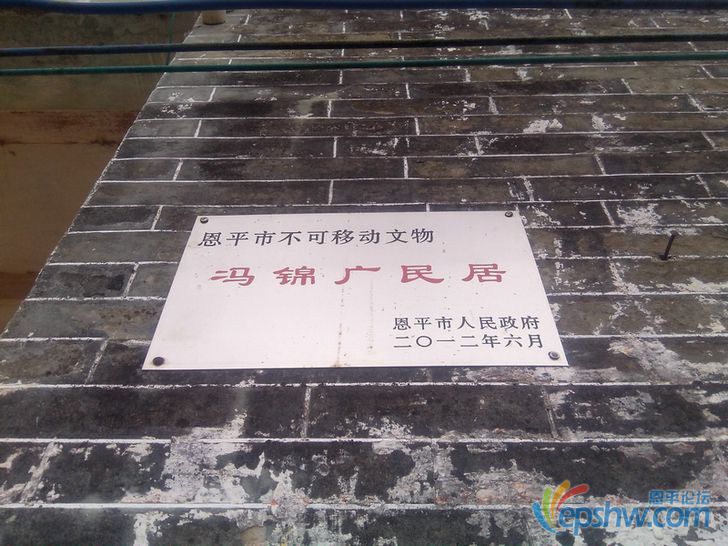 恩平市不可移动文物
冯锦广民居
恩平市人民政府
二〇一二年六月
恩平论坛
epshw.com